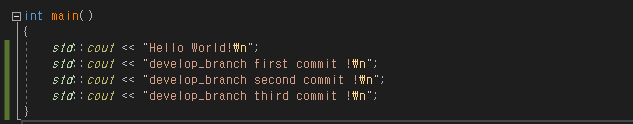 int main()
{
std::cout << "Hello World!₩n";
std::cout << "develop_branch first commit !₩n";
std::cout << "develop_branch second commit !₩n";
std::cout << "develop_branch third commit !₩n";
}